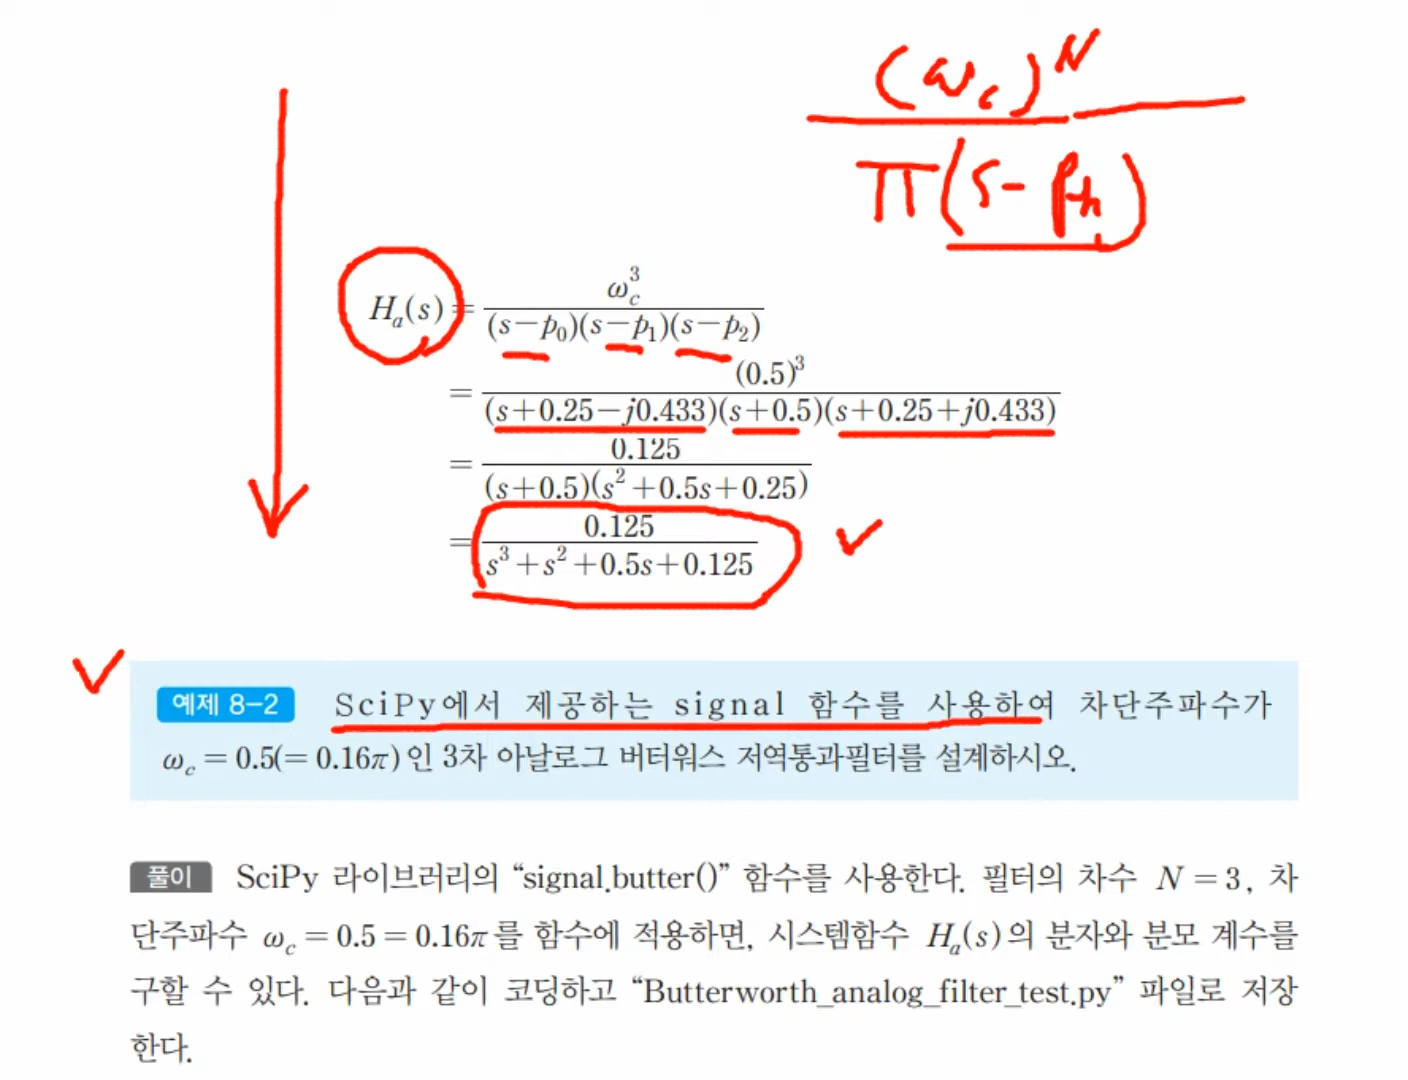 (ω_c)^N
Π(s-p_k)
H_a(s) = ω_c^3 / (s-p_0)(s-p_1)(s-p_2)
= (0.5)^3 / (s+0.25-j0.433)(s+0.5)(s+0.25+j0.433)
= 0.125 / (s+0.5)(s^2+0.5s+0.25)
= 0.125 / s^3+s^2+0.5s+0.125
예제 8-2 SciPy에서 제공하는 signal 함수를 사용하여 차단주파수가
ω_c = 0.5(= 0.16π)인 3차 아날로그 버터워스 저역통과필터를 설계하시오.
풀이 SciPy 라이브러리의 “signal.butter()” 함수를 사용한다. 필터의 차수 N = 3, 차
단주파수 ω_c = 0.5 = 0.16π를 함수에 적용하면, 시스템함수 H_a(s)의 분자와 분모 계수를
구할 수 있다. 다음과 같이 코딩하고 “Butterworth_analog_filter_test.py” 파일로 저장
한다.